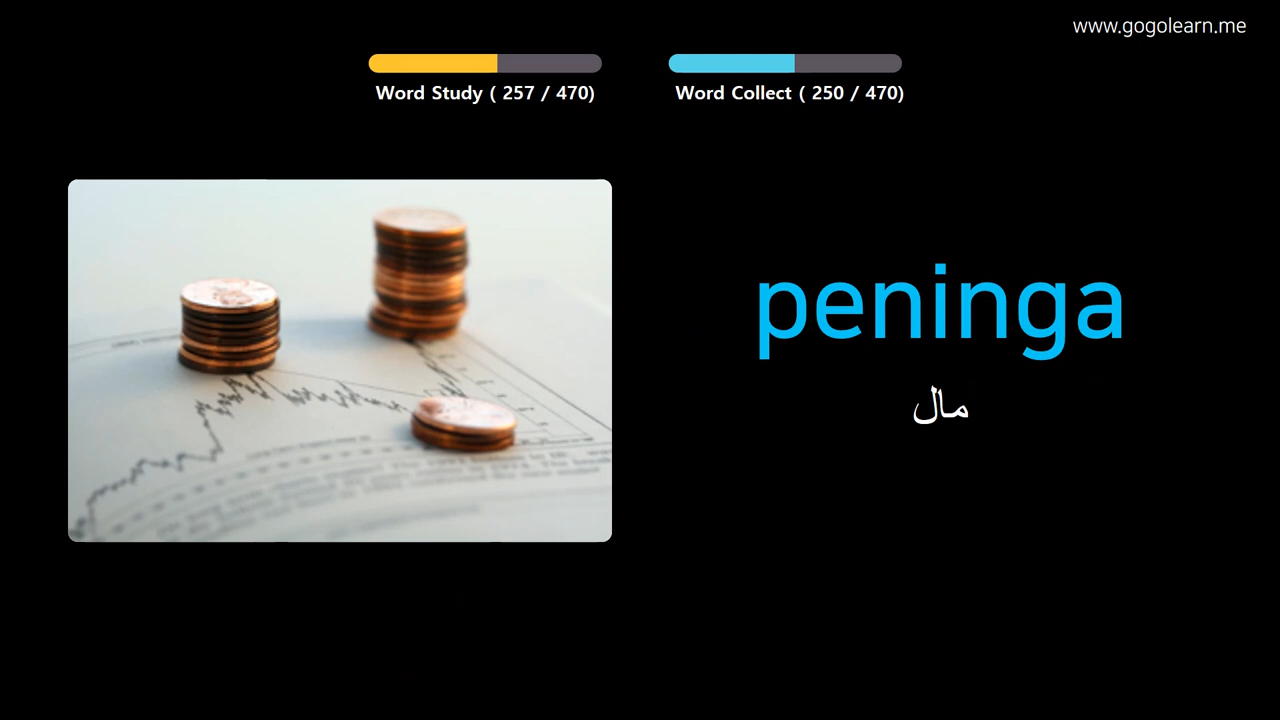 www.gogolearn.me
Word Study ( 257 / 470)
Word Collect ( 250 / 470)
peninga
مال